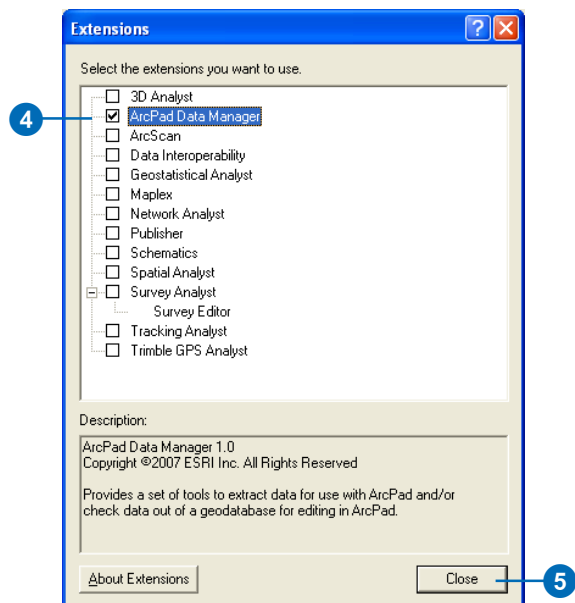 Extensions
Select the extensions you want to use.
3D Analyst
4
ArcPad Data Manager
ArcScan
Data Interoperability
Geostatistical Analyst
Maplex
Network Analyst
Publisher
Schematics
Spatial Analyst
Survey Analyst
Survey Editor
Tracking Analyst
Trimble GPS Analyst
Description:
ArcPad Data Manager 1.0
Copyright ©2007 ESRI Inc. All Rights Reserved
Provides a set of tools to extract data for use with ArcPad and/or
check data out of a geodatabase for editing in ArcPad.
About Extensions
Close
5